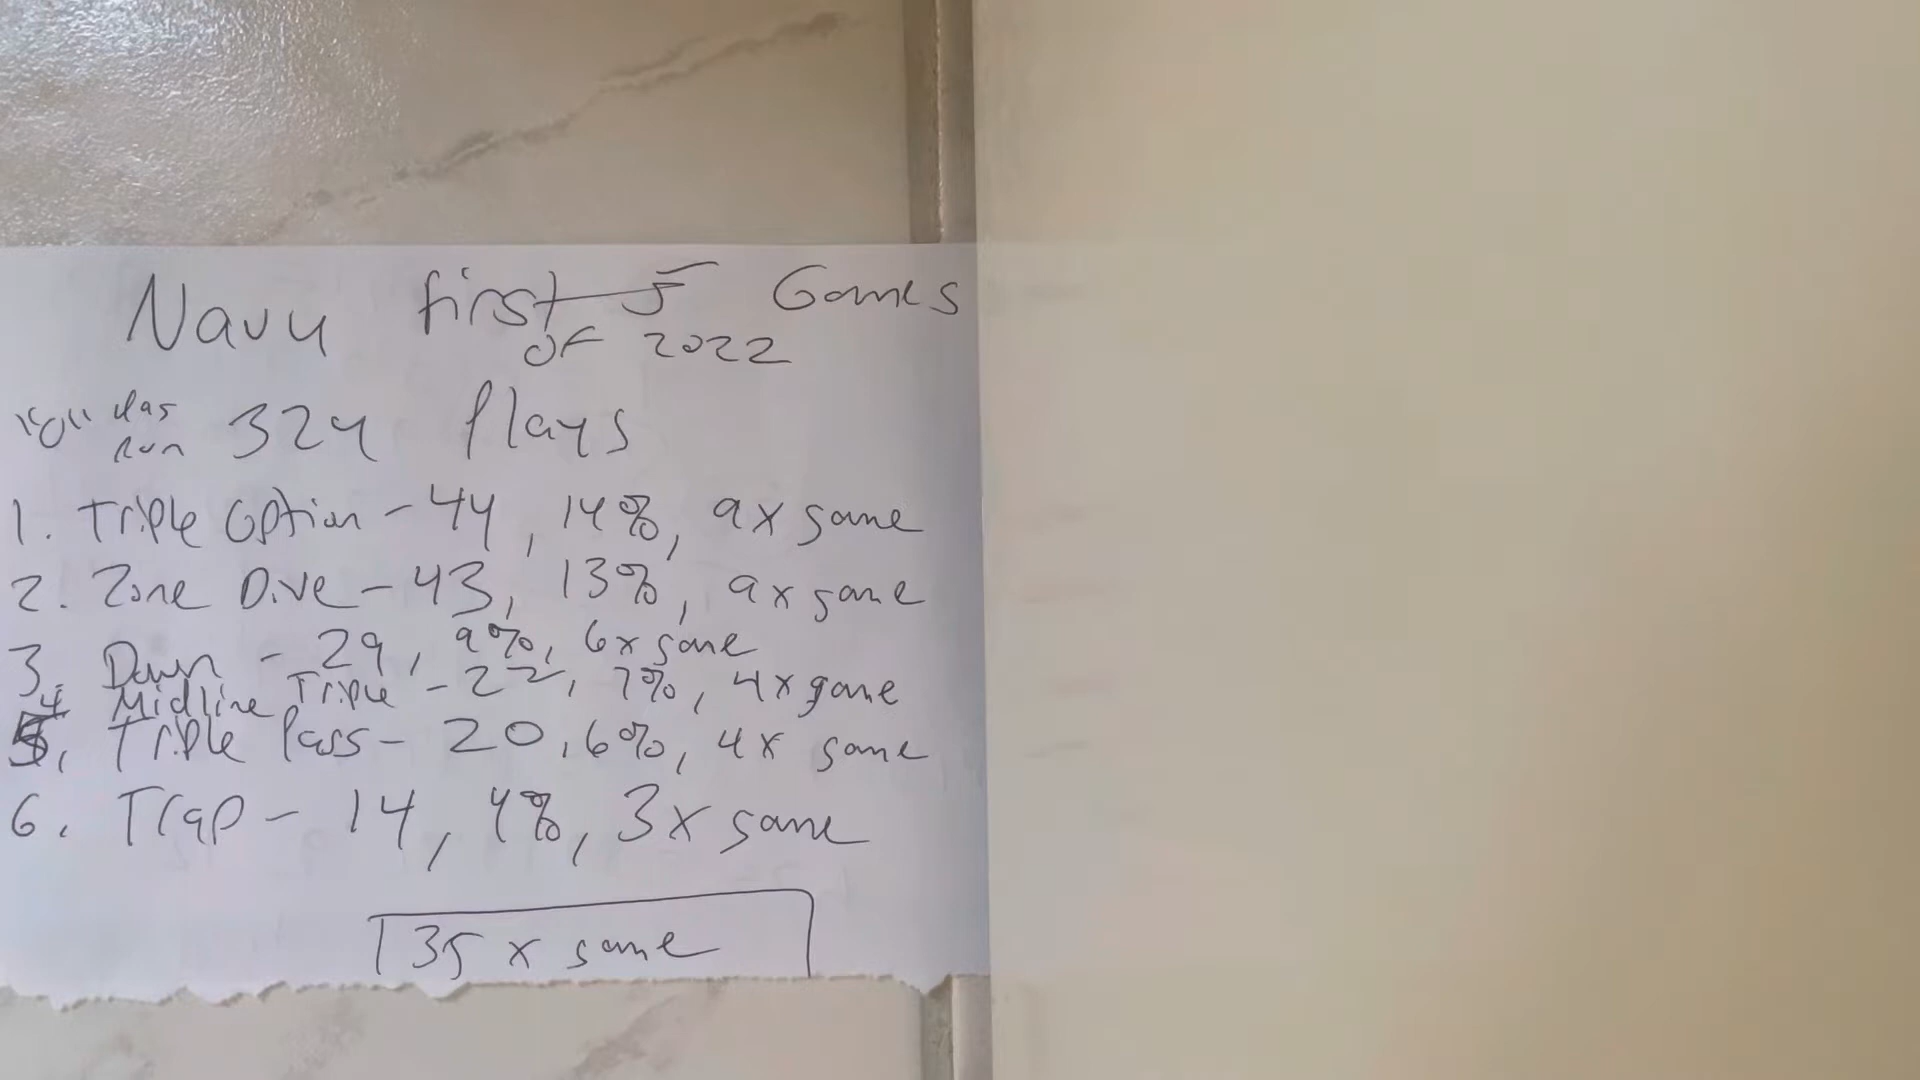 Navy first 5 Games
of 2022
"O" Has Run 324 Plays
1. Triple Option - 44, 14%, 9x game
2. Zone Dive - 43, 13%, 9x game
3. Down - 29, 9%, 6x game
4 Midline Triple - 22, 7%, 4x game
5. Triple Pass - 20, 6%, 4x game
6. Trap - 14, 4%, 3x game
35 x game